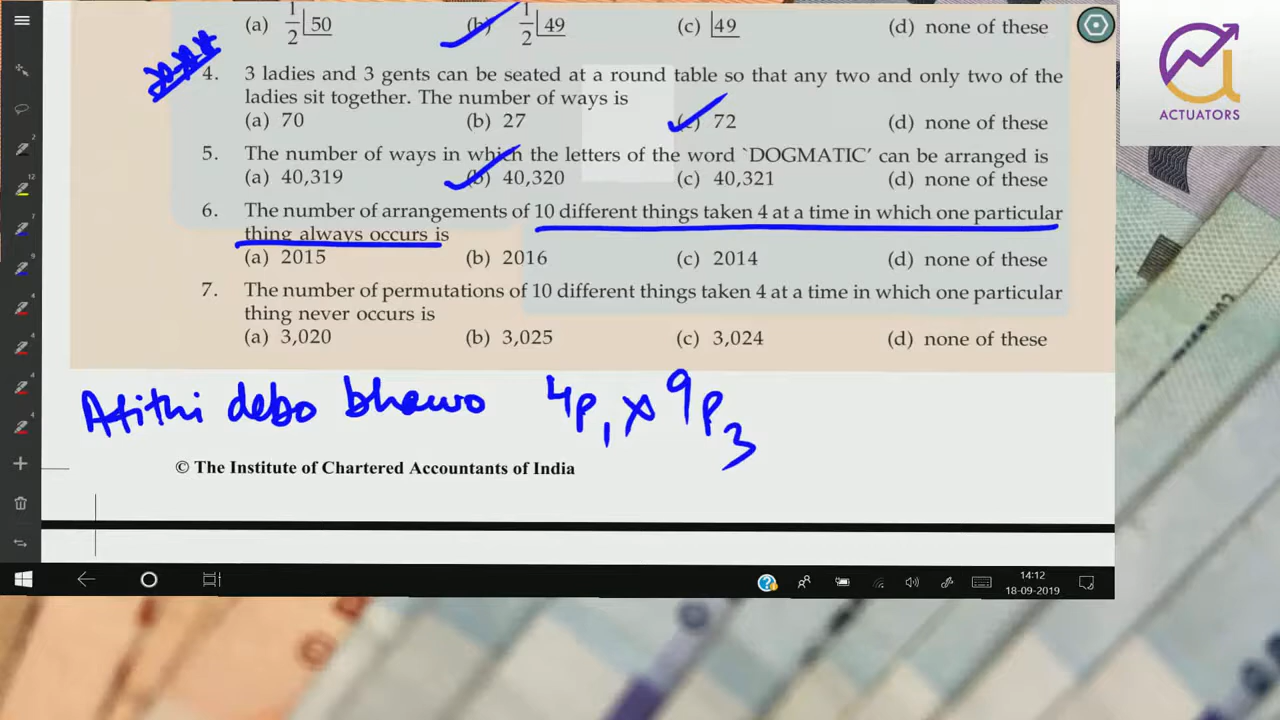 (a) 1/2 |50 (b) 1/2 |49 (c) |49 (d) none of these
4. 3 ladies and 3 gents can be seated at a round table so that any two and only two of the
ladies sit together. The number of ways is
(a) 70 (b) 27 (c) 72 (d) none of these
5. The number of ways in which the letters of the word `DOGMATIC' can be arranged is
(a) 40,319 (b) 40,320 (c) 40,321 (d) none of these
6. The number of arrangements of 10 different things taken 4 at a time in which one particular
thing always occurs is
(a) 2015 (b) 2016 (c) 2014 (d) none of these
7. The number of permutations of 10 different things taken 4 at a time in which one particular
thing never occurs is
(a) 3,020 (b) 3,025 (c) 3,024 (d) none of these
Atithi debo bhawo 4P1 × 9P3
© The Institute of Chartered Accountants of India
14:12
18-09-2019
ACTUATORS